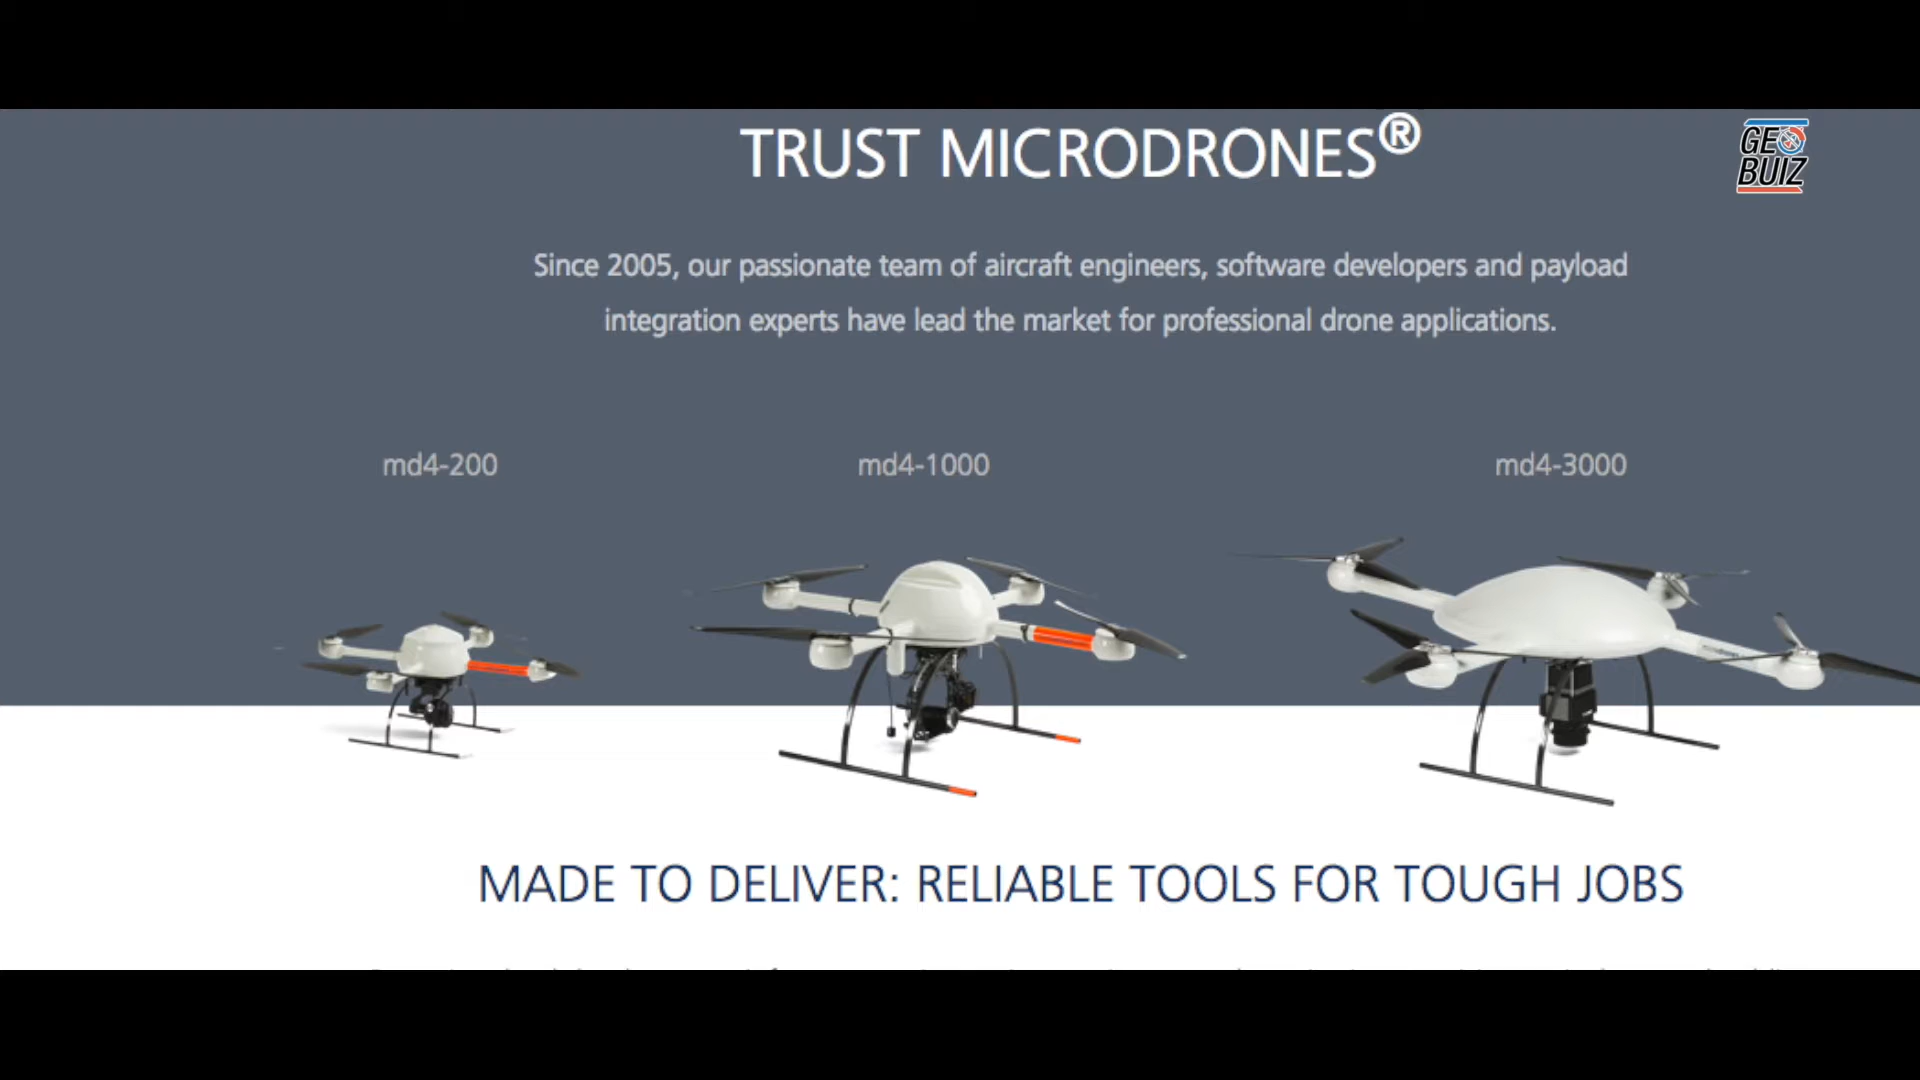 TRUST MICRODRONES®
GEO
BUIZ
Since 2005, our passionate team of aircraft engineers, software developers and payload
integration experts have lead the market for professional drone applications.
md4-200
md4-1000
md4-3000
MADE TO DELIVER: RELIABLE TOOLS FOR TOUGH JOBS